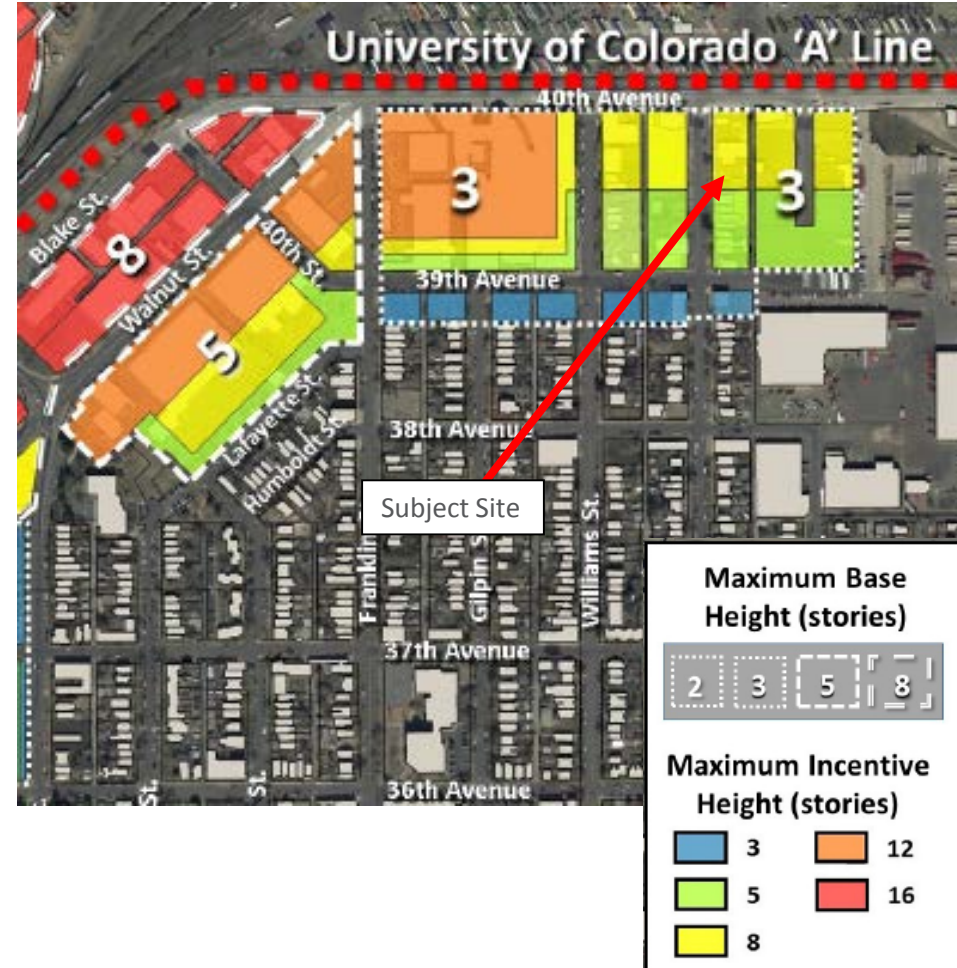 University of Colorado 'A' Line
40th Avenue
3
3
Blake St.
8
Walnut St.
40th St.
39th Avenue
5
Lafayette St.
Humboldt St.
38th Avenue
Subject Site
Franklin
Gilpin S
Williams St.
37th Avenue
36th Avenue
St.
St.
Maximum Base
Height (stories)
2 3 5 8
Maximum Incentive
Height (stories)
3 12
5 16
8